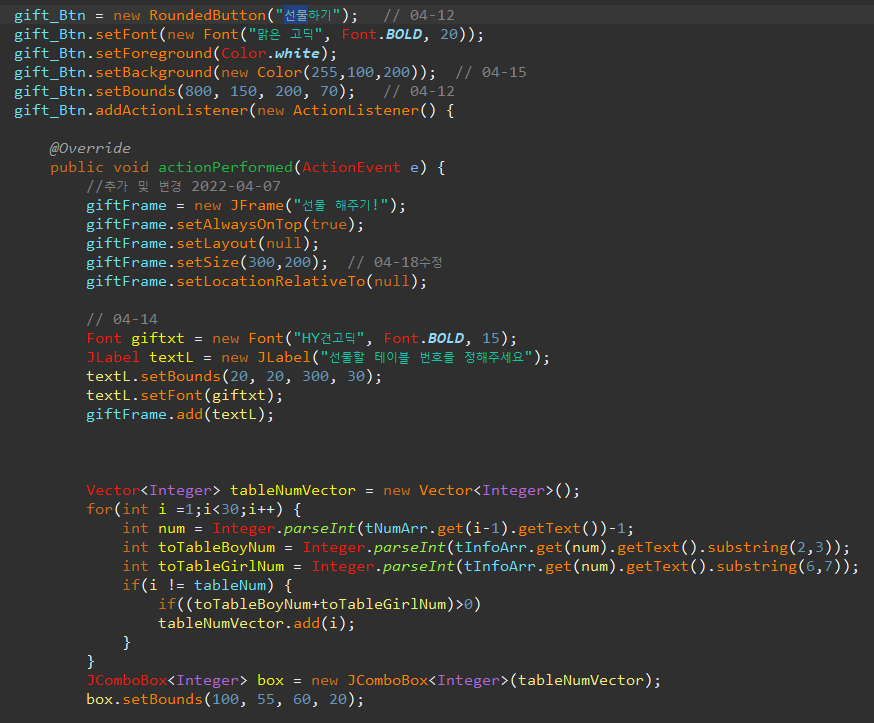 gift_Btn = new RoundedButton("선물하기");   // 04-12
gift_Btn.setFont(new Font("맑은 고딕", Font.BOLD, 20));
gift_Btn.setForeground(Color.white);
gift_Btn.setBackground(new Color(255,100,200));  // 04-15
gift_Btn.setBounds(800, 150, 200, 70);   // 04-12
gift_Btn.addActionListener(new ActionListener() {
@Override
public void actionPerformed(ActionEvent e) {
//추가 및 변경 2022-04-07
giftFrame = new JFrame("선물 해주기!");
giftFrame.setAlwaysOnTop(true);
giftFrame.setLayout(null);
giftFrame.setSize(300,200);  // 04-18수정
giftFrame.setLocationRelativeTo(null);
// 04-14
Font giftxt = new Font("HY견고딕", Font.BOLD, 15);
JLabel textL = new JLabel("선물할 테이블 번호를 정해주세요");
textL.setBounds(20, 20, 300, 30);
textL.setFont(giftxt);
giftFrame.add(textL);
Vector<Integer> tableNumVector = new Vector<Integer>();
for(int i =1;i<30;i++) {
int num = Integer.parseInt(tNumArr.get(i-1).getText())-1;
int toTableBoyNum = Integer.parseInt(tInfoArr.get(num).getText().substring(2,3));
int toTableGirlNum = Integer.parseInt(tInfoArr.get(num).getText().substring(6,7));
if(i != tableNum) {
if((toTableBoyNum+toTableGirlNum)>0)
tableNumVector.add(i);
}
}
JComboBox<Integer> box = new JComboBox<Integer>(tableNumVector);
box.setBounds(100, 55, 60, 20);